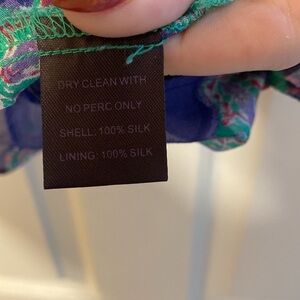 DRY CLEAN WITH
NO PERC ONLY
SHELL: 100% SILK
LINING: 100% SILK